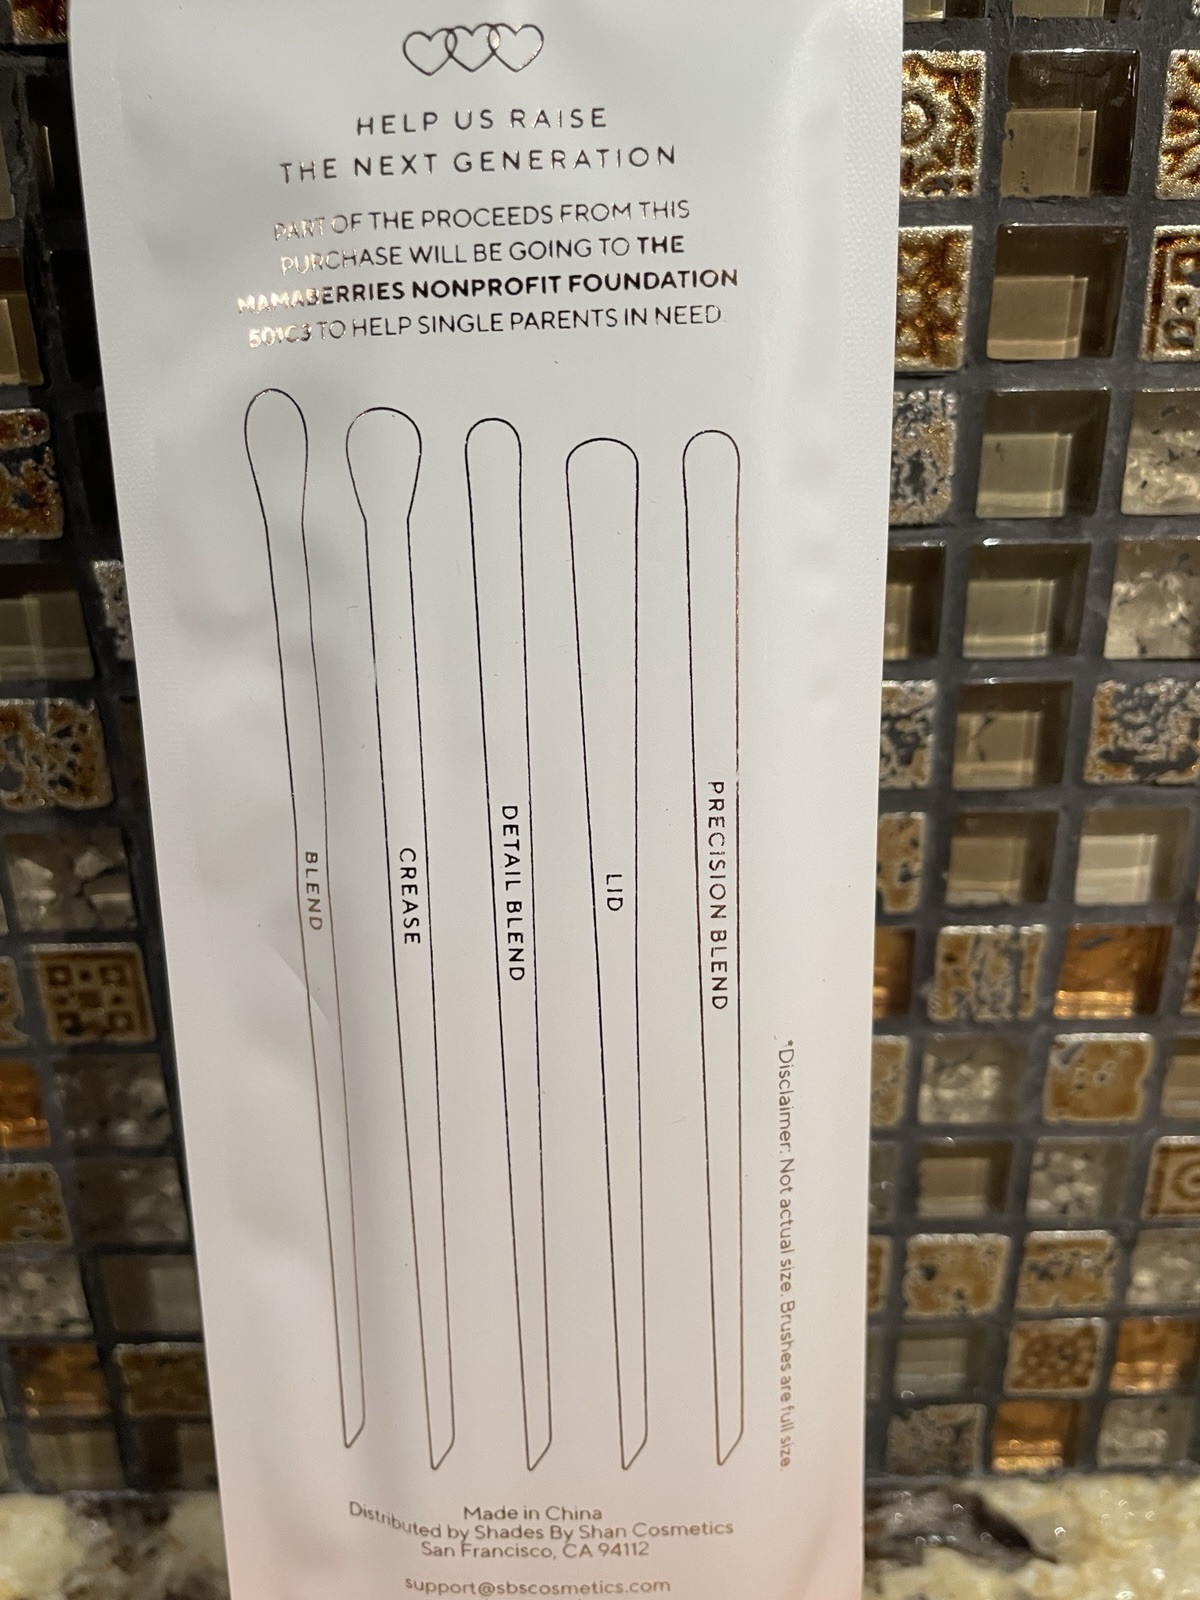 HELP US RAISE
THE NEXT GENERATION
PART OF THE PROCEEDS FROM THIS
PURCHASE WILL BE GOING TO THE
MAMABERRIES NONPROFIT FOUNDATION
501C3 TO HELP SINGLE PARENTS IN NEED.
BLEND
CREASE
DETAIL BLEND
LID
PRECISION BLEND
*Disclaimer: Not actual size. Brushes are full size.
Made in China
Distributed by Shades By Shan Cosmetics
San Francisco, CA 94112
support@sbscosmetics.com